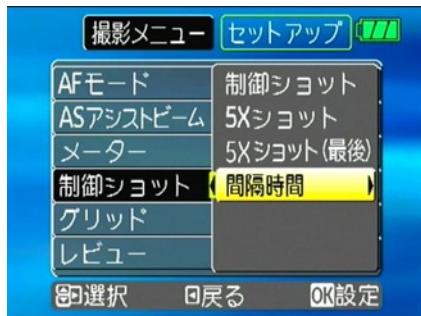 撮影メニュー セットアップ
AFモード 制御ショット
ASアシストビーム 5Xショット
メーター 5Xショット(最後)
制御ショット 間隔時間
グリッド
レビュー
選択 戻る OK設定